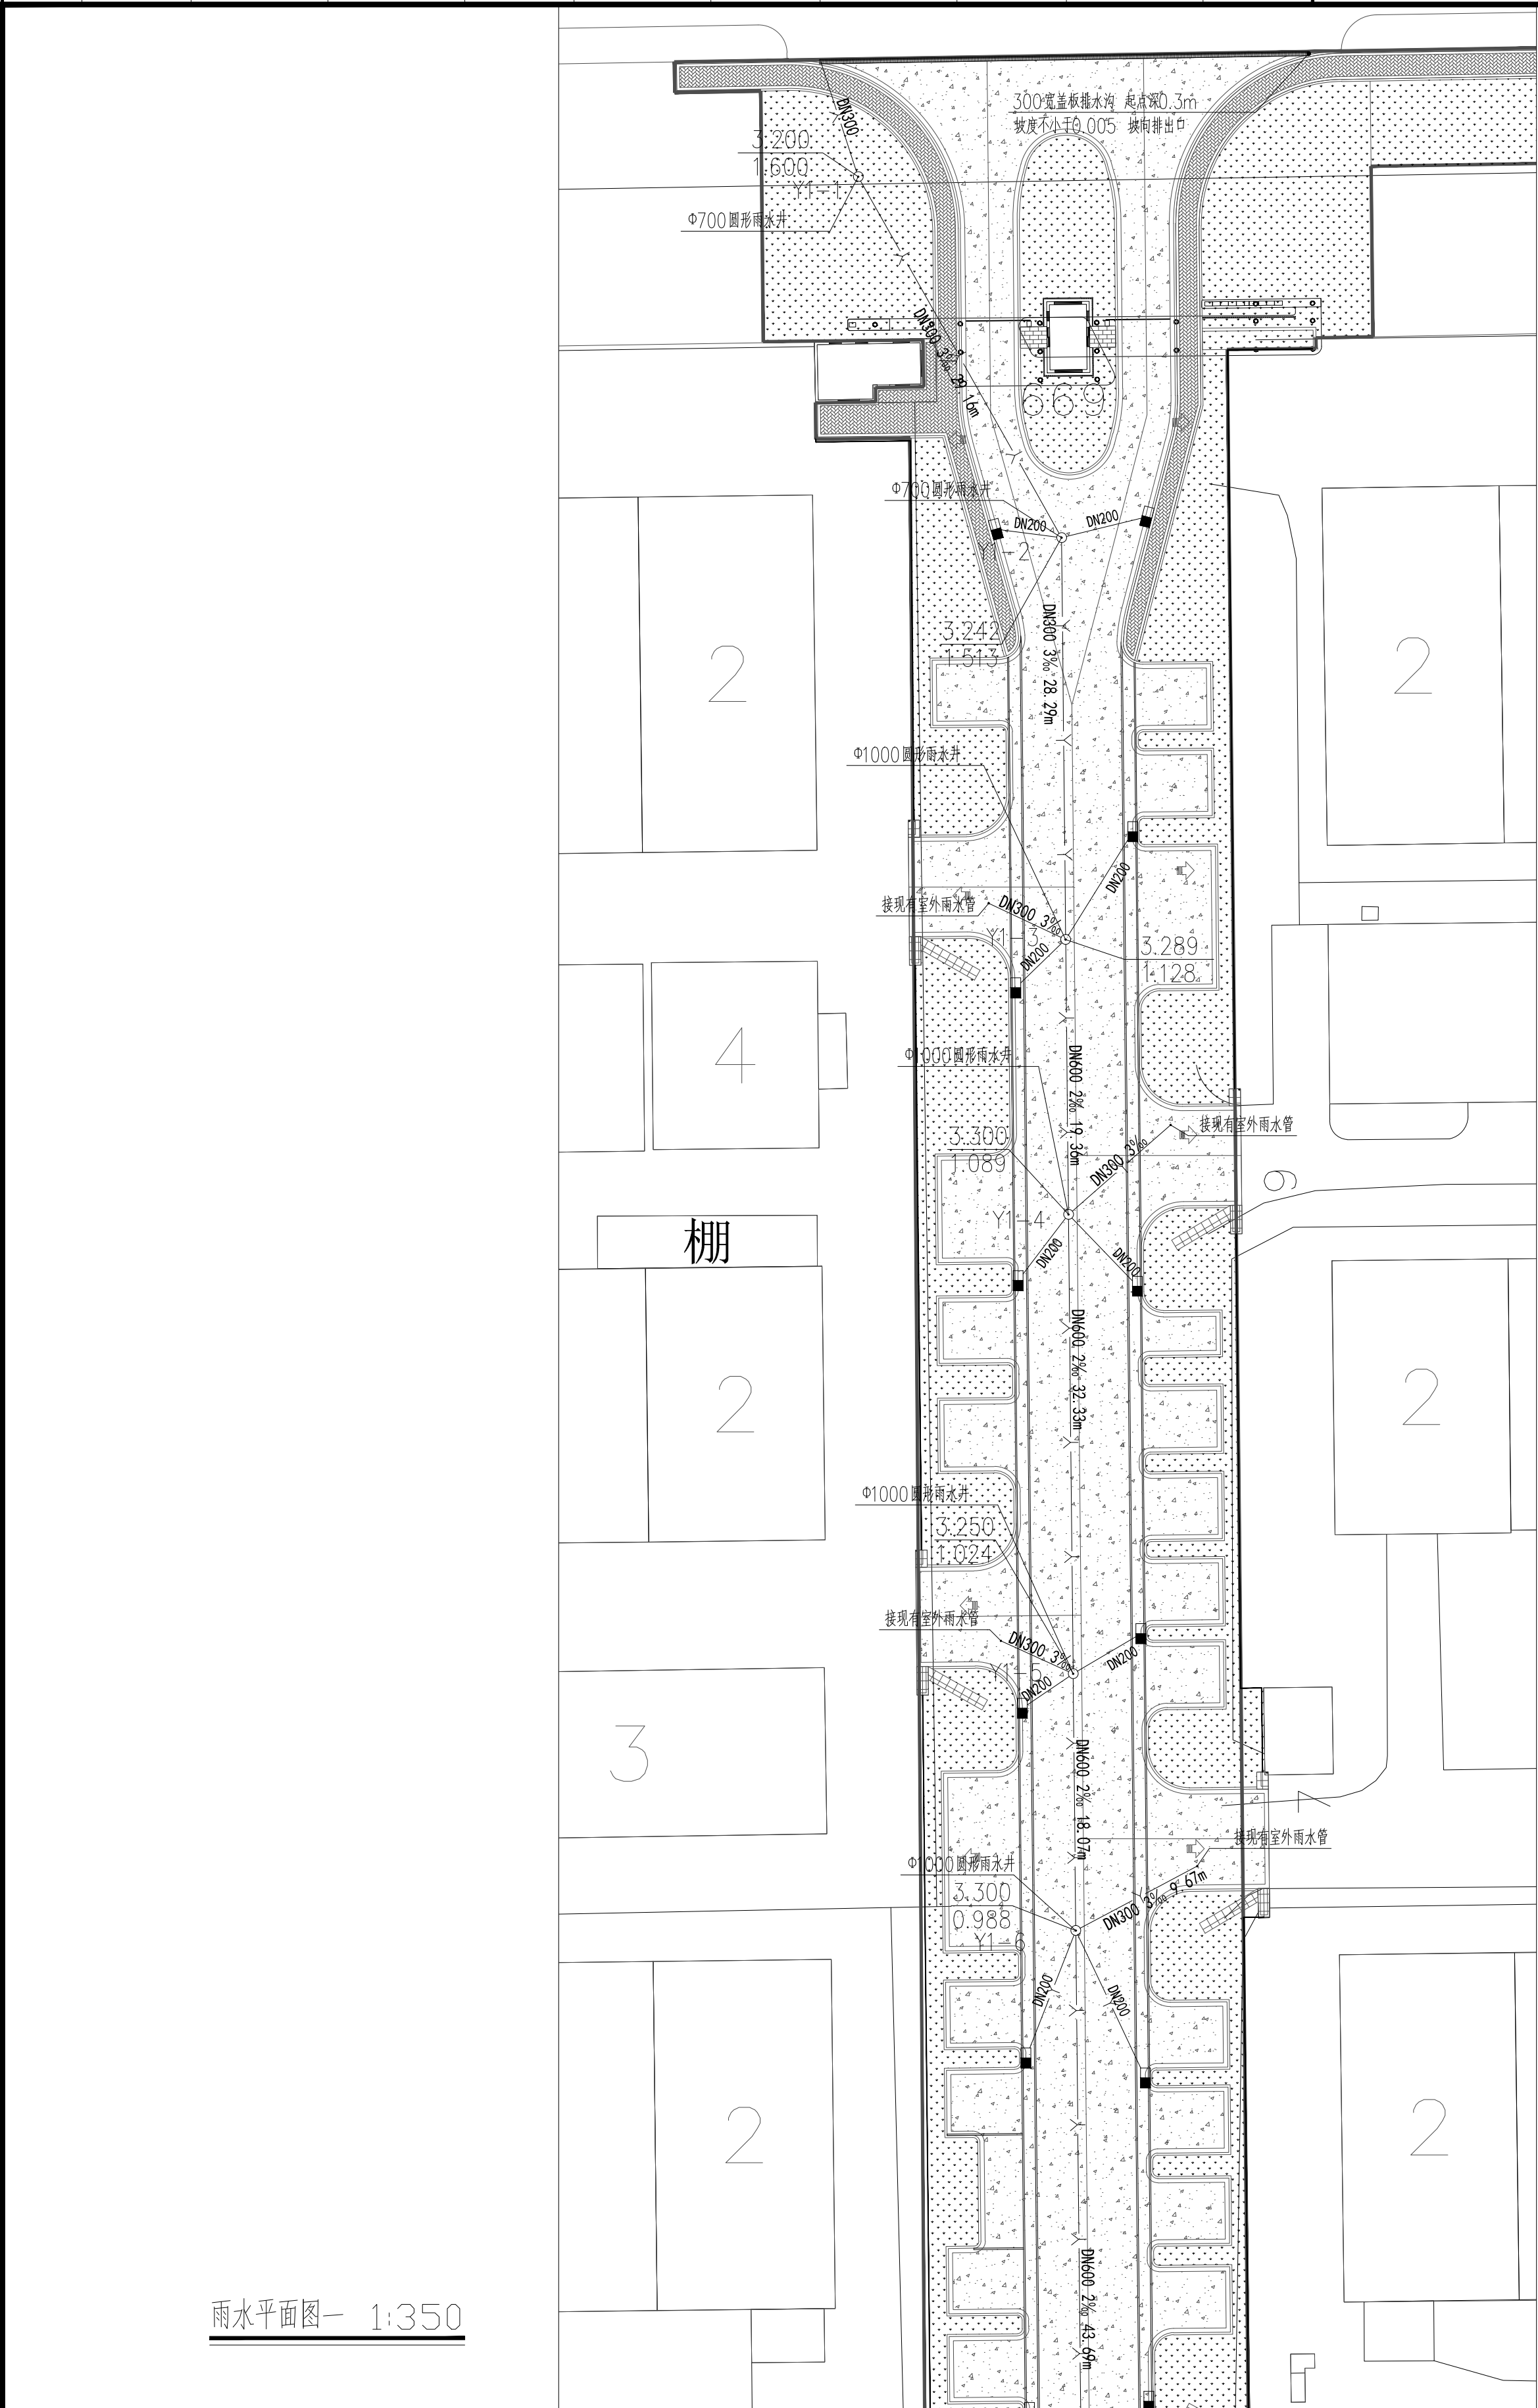 300宽盖板排水沟 起点深0.3m
坡度不小于0.005 坡向排出口
DN300
3.200
1.600
Y1-1
Φ700圆形雨水井
DN300 3‰ 29.16m
Φ700圆形雨水井
DN200
DN200
Y1-2
3.242
1.513
DN300 3‰ 28.29m
2
2
Φ1000圆形雨水井
DN200
接现有室外雨水管
DN300 3‰
Y1-3
DN200
3.289
1.128
4
Φ1000圆形雨水井
DN600 2‰ 19.36m
3.300
1.089
接现有室外雨水管
DN300 3‰
6
Y1-4
棚
DN200
DN200
DN600 2‰ 32.33m
2
2
Φ1000圆形雨水井
3.250
1.024
接现有室外雨水管
DN300 3‰
Y1-5
DN200
DN200
3
DN600 2‰ 18.07m
7
接现有室外雨水管
Φ1000圆形雨水井
3.300
0.988
Y1-6
DN300 3‰ 9.67m
DN200
DN200
2
2
DN600 2‰ 43.69m
雨水平面图一 1:350